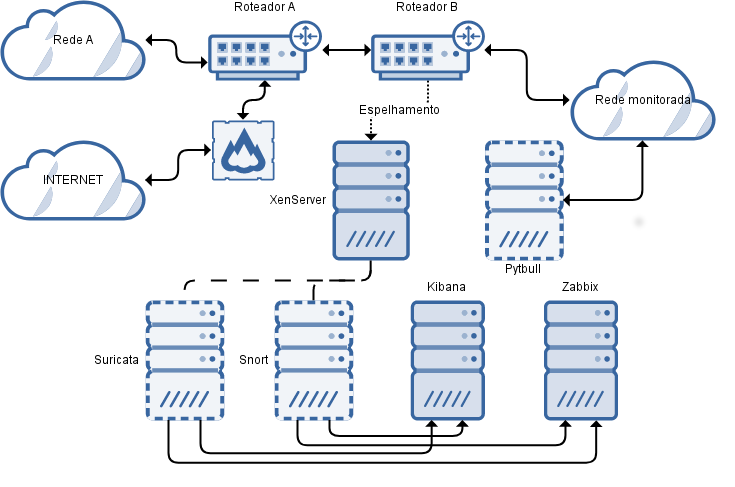 Roteador A
Roteador B
Rede A
Espelhamento
Rede monitorada
INTERNET
XenServer
Pytbull
Kibana
Zabbix
Suricata
Snort